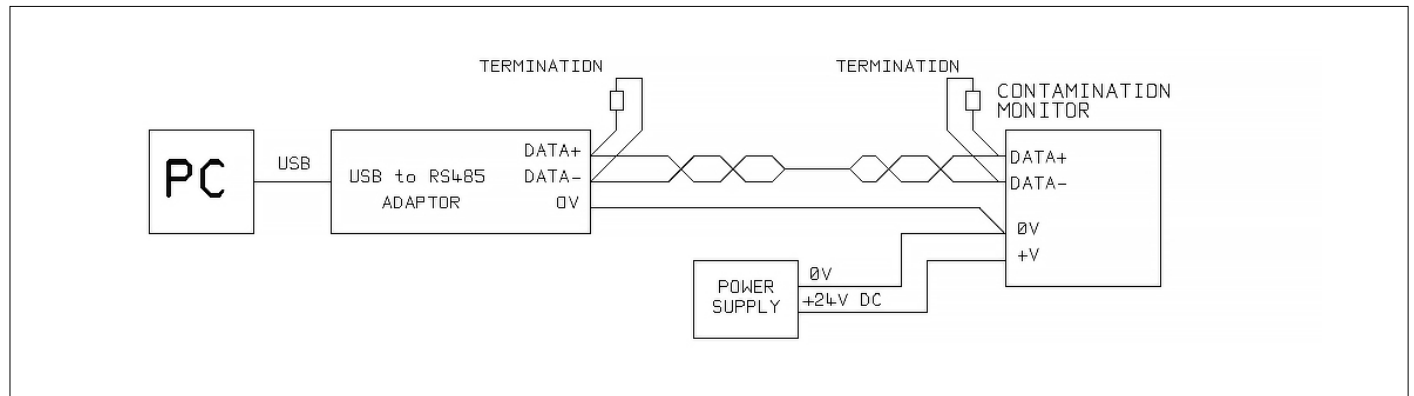 TERMINATION
TERMINATION
CONTAMINATION
MONITOR
PC
USB
USB to RS485
ADAPTOR
DATA+
DATA-
0V
DATA+
DATA-
0V
+V
POWER
SUPPLY
0V
+24V DC